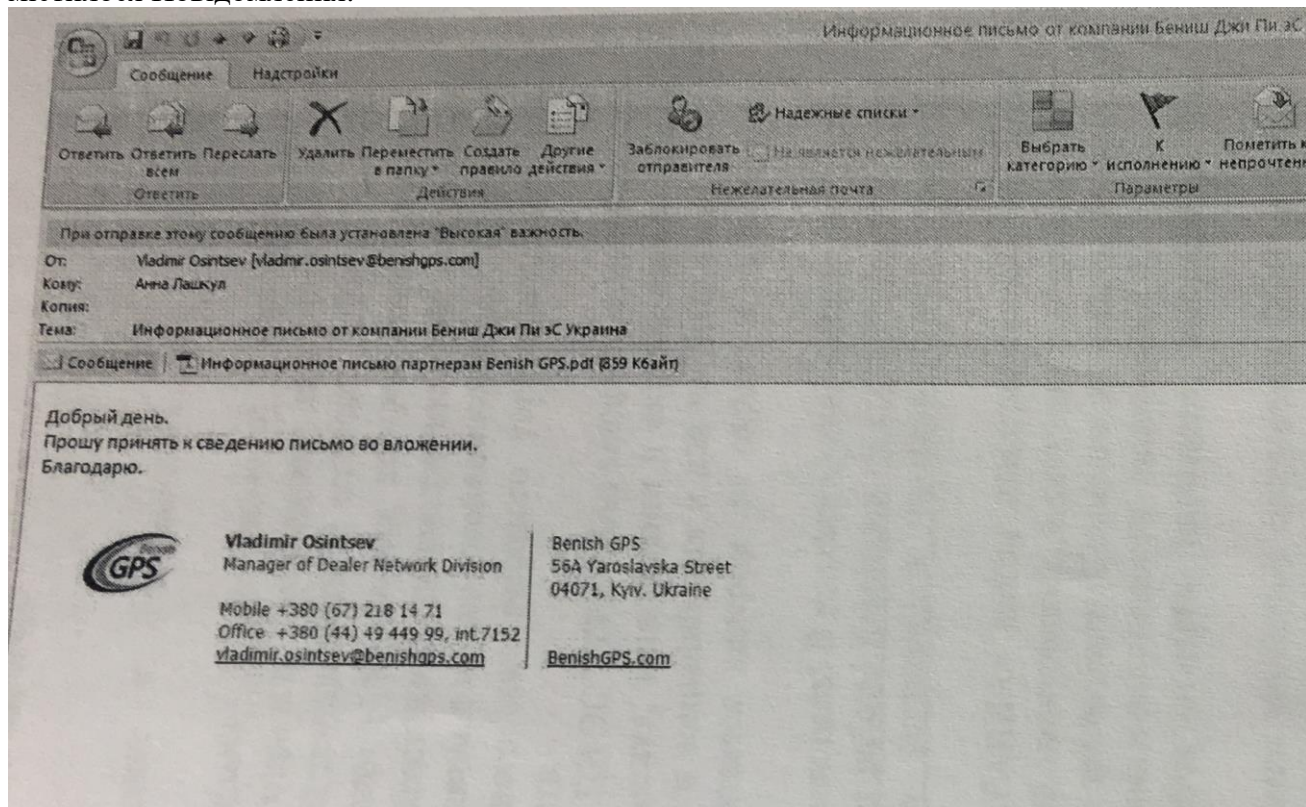 Информационное письмо от компании Бениш Джи Пи эС
Сообщение Надстройки
Надежные списки
Ответить Ответить всем Переслать Удалить Переместить в папку Создать правило Другие действия Заблокировать отправителя Не является нежелательным Выбрать категорию К исполнению Пометить к непрочтенн
Ответить Действия Нежелательная почта Параметры
При отправке этому сообщению была установлена "Высокая" важность.
От: Vladimir Osintsev [vladimir.osintsev@benishgps.com]
Кому: Анна Лашкул
Копия:
Тема: Информационное письмо от компании Бениш Джи Пи эС Украина
Сообщение Информационное письмо партнерам Benish GPS.pdf (859 Кбайт)
Добрый день.
Прошу принять к сведению письмо во вложении.
Благодарю.
Benish
GPS
Vladimir Osintsev
Manager of Dealer Network Division
Mobile +380 (67) 218 14 71
Office +380 (44) 49 449 99, int.7152
vladimir.osintsev@benishgps.com
Benish GPS
56A Yaroslavska Street
04071, Kyiv. Ukraine
BenishGPS.com